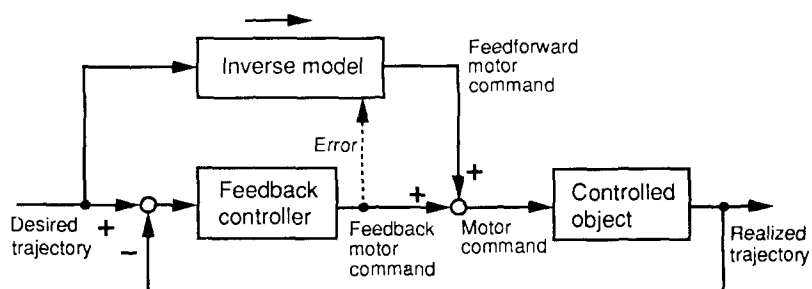 Inverse model
Feedforward
motor
command
Error
+
Feedback
controller
+
Controlled
object
Desired
trajectory
+
−
Feedback
motor
command
Motor
command
Realized
trajectory